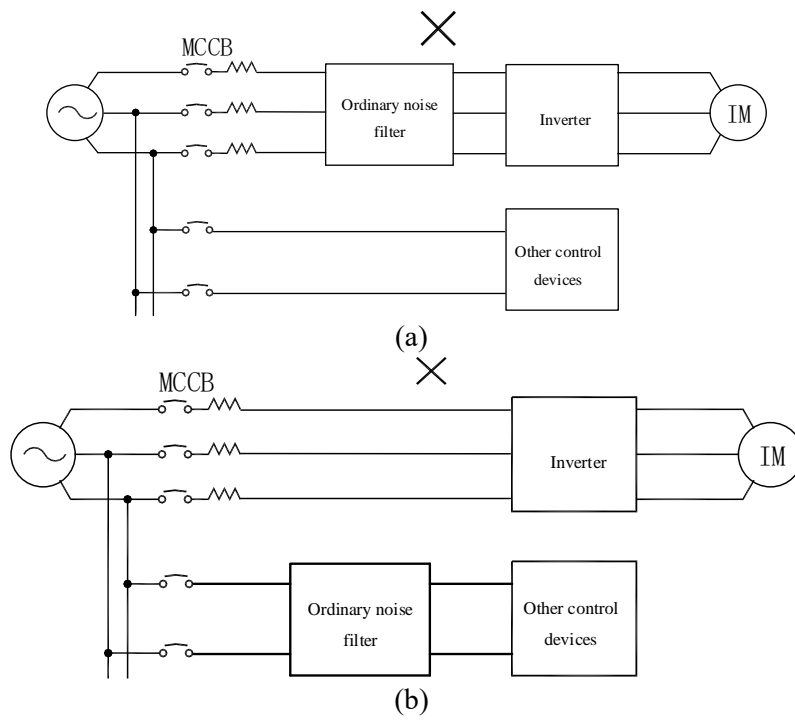 MCCB
Ordinary noise
filter
Inverter
IM
Other control
devices
(a)
MCCB
Inverter
IM
Ordinary noise
filter
Other control
devices
(b)